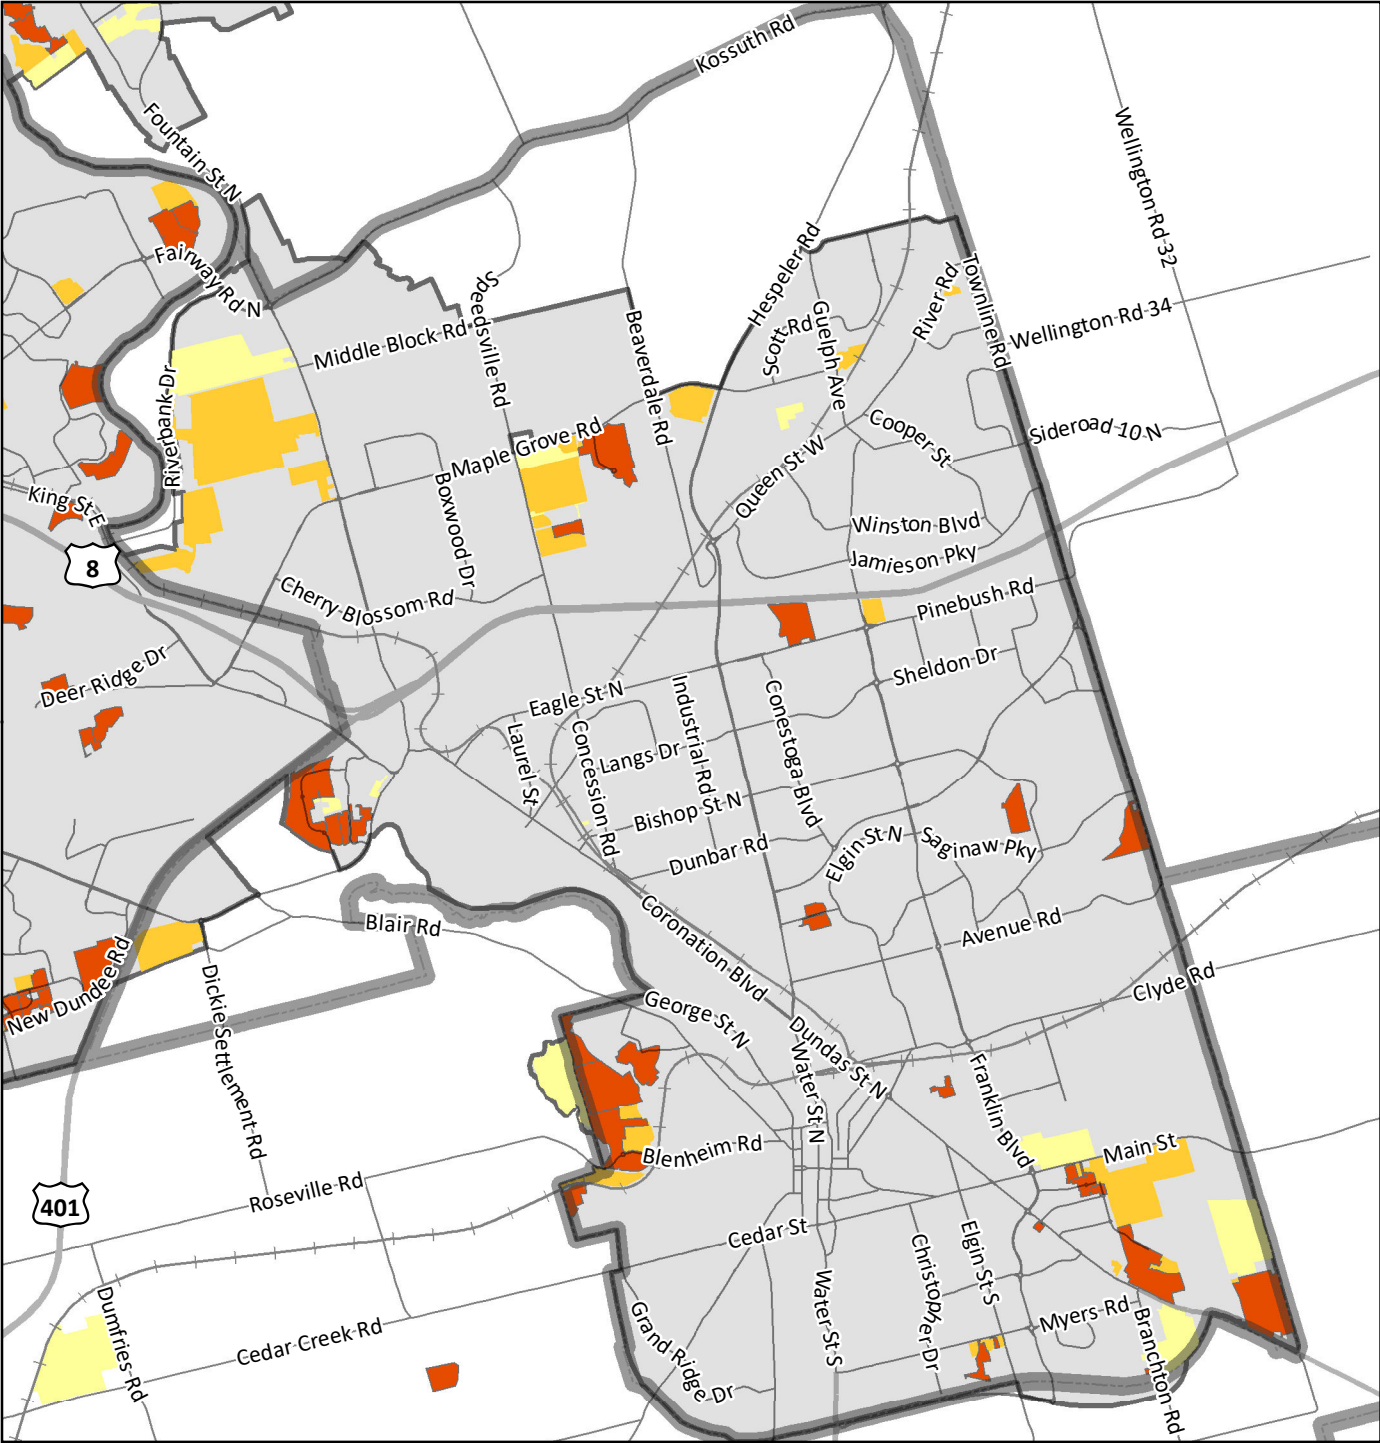 Kossuth Rd
Fountain St N
Wellington Rd 32
Fairway Rd N
Hespeler Rd
River Rd
Townline Rd
Speedsville Rd
Middle Block Rd
Beaverdale Rd
Scott Rd
Guelph Ave
Wellington Rd 34
Riverbank Dr
Maple Grove Rd
Cooper St
Sideroad 10 N
Queen St W
King St E
Boxwood Dr
Winston Blvd
Jamieson Pky
8
Cherry Blossom Rd
Pinebush Rd
Deer Ridge Dr
Sheldon Dr
Eagle St N
Industrial Rd
Conestoga Blvd
Laurel St
Concession Rd
Langs Dr
Bishop St N
Dunbar Rd
Elgin St N
Saginaw Pky
Blair Rd
Coronation Blvd
Avenue Rd
New Dundee Rd
Dickie Settlement Rd
Clyde Rd
George St N
Dundas St N
Water St N
Franklin Blvd
Blenheim Rd
Main St
401
Roseville Rd
Cedar St
Christopher Dr
Elgin St S
Water St S
Dumfries Rd
Cedar Creek Rd
Grand Ridge Dr
Myers Rd
Branchton Rd